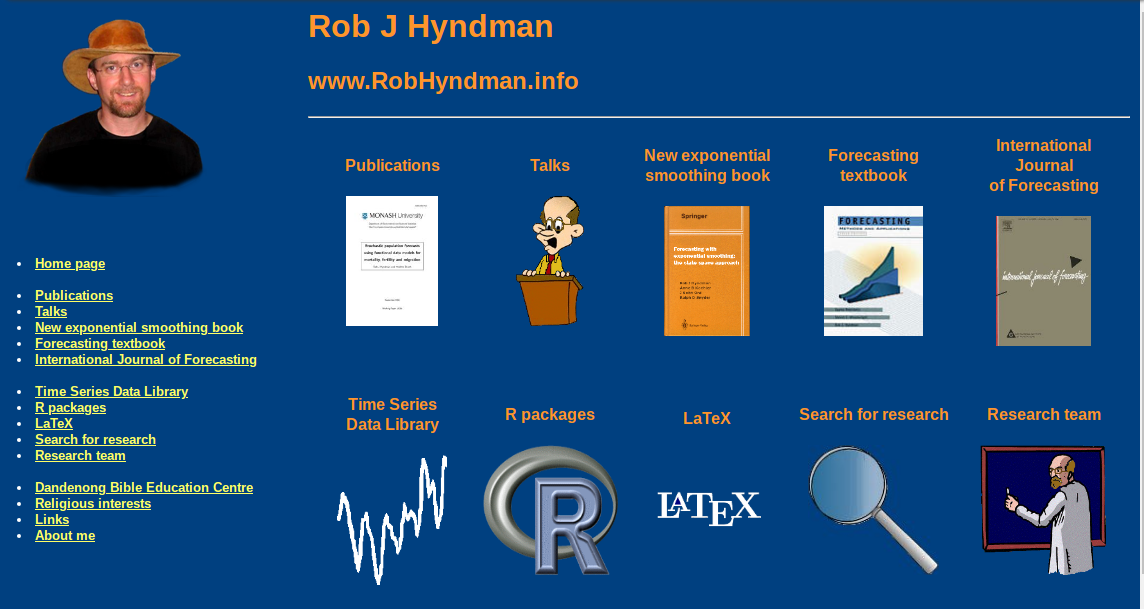 Rob J Hyndman
www.RobHyndman.info
Home page
Publications
Talks
New exponential smoothing book
Forecasting textbook
International Journal of Forecasting
Time Series Data Library
R packages
LaTeX
Search for research
Research team
Dandenong Bible Education Centre
Religious interests
Links
About me
Publications
MONASH University
Stochastic population forecasts
using functional data models for
mortality, fertility and migration
Talks
New exponential
smoothing book
Springer
Forecasting with
exponential smoothing:
the state space approach
Forecasting
textbook
FORECASTING
METHODS AND APPLICATIONS
International
Journal
of Forecasting
international journal of forecasting
Time Series
Data Library
R packages
R
LaTeX
LATEX
Search for research
Research team